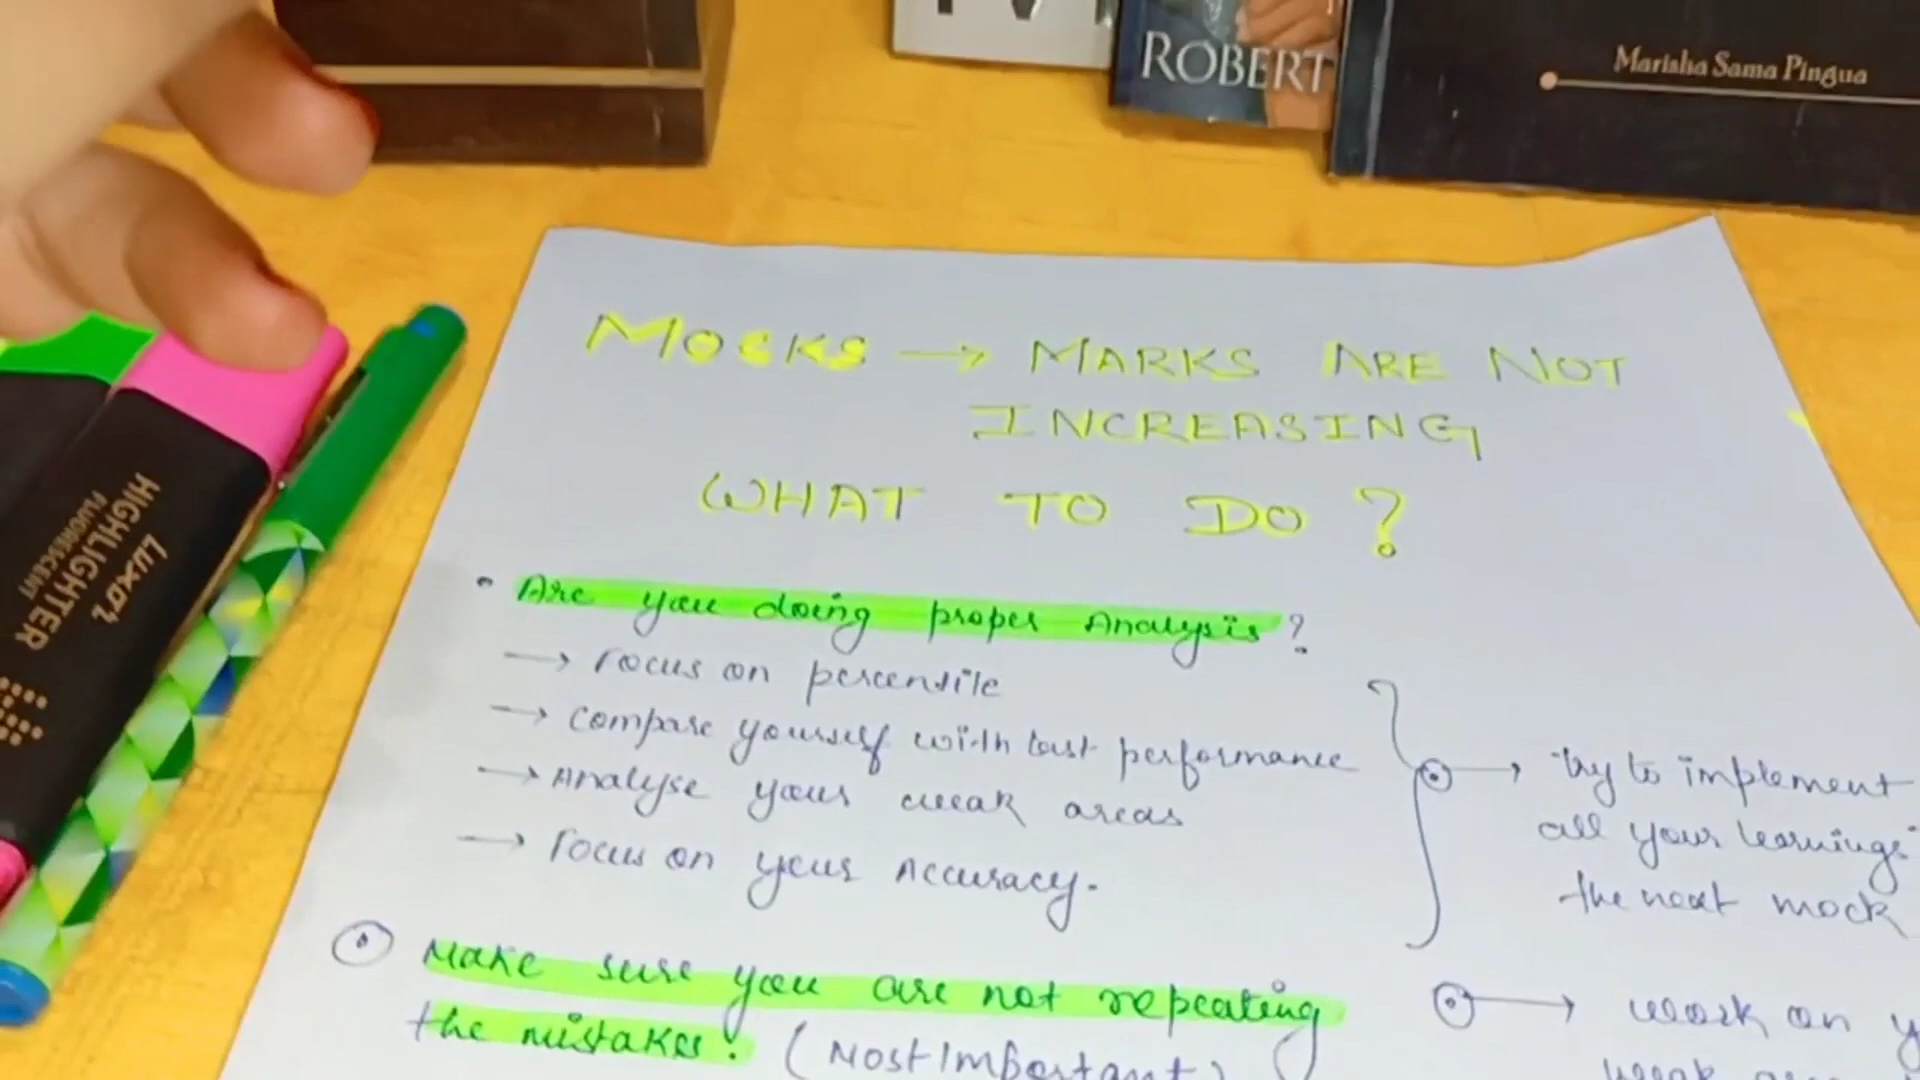 ROBERT
Marisha Sama Pingua
MOCKS → MARKS ARE NOT
INCREASING
WHAT TO DO ?
• Are you doing proper Analysis ?
→ Focus on percentile
→ compare yourself with last performance
→ Analyse your weak areas
→ Focus on your Accuracy.
try to implement
all your learnings
the next mock
Make sure you are not repeating
the mistakes. (Most Important)
work on
weak
Luxor
HIGHLIGHTER
FLUORESCENT